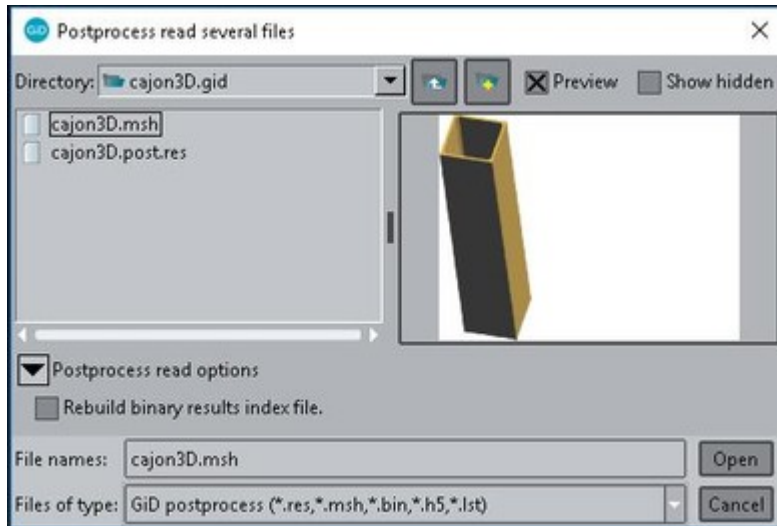 GiD Postprocess read several files
Directory: cajon3D.gid Preview Show hidden
cajon3D.msh
cajon3D.post.res
Postprocess read options
Rebuild binary results index file.
File names: cajon3D.msh Open
Files of type: GiD postprocess (*.res,*.msh,*.bin,*.h5,*.lst) Cancel